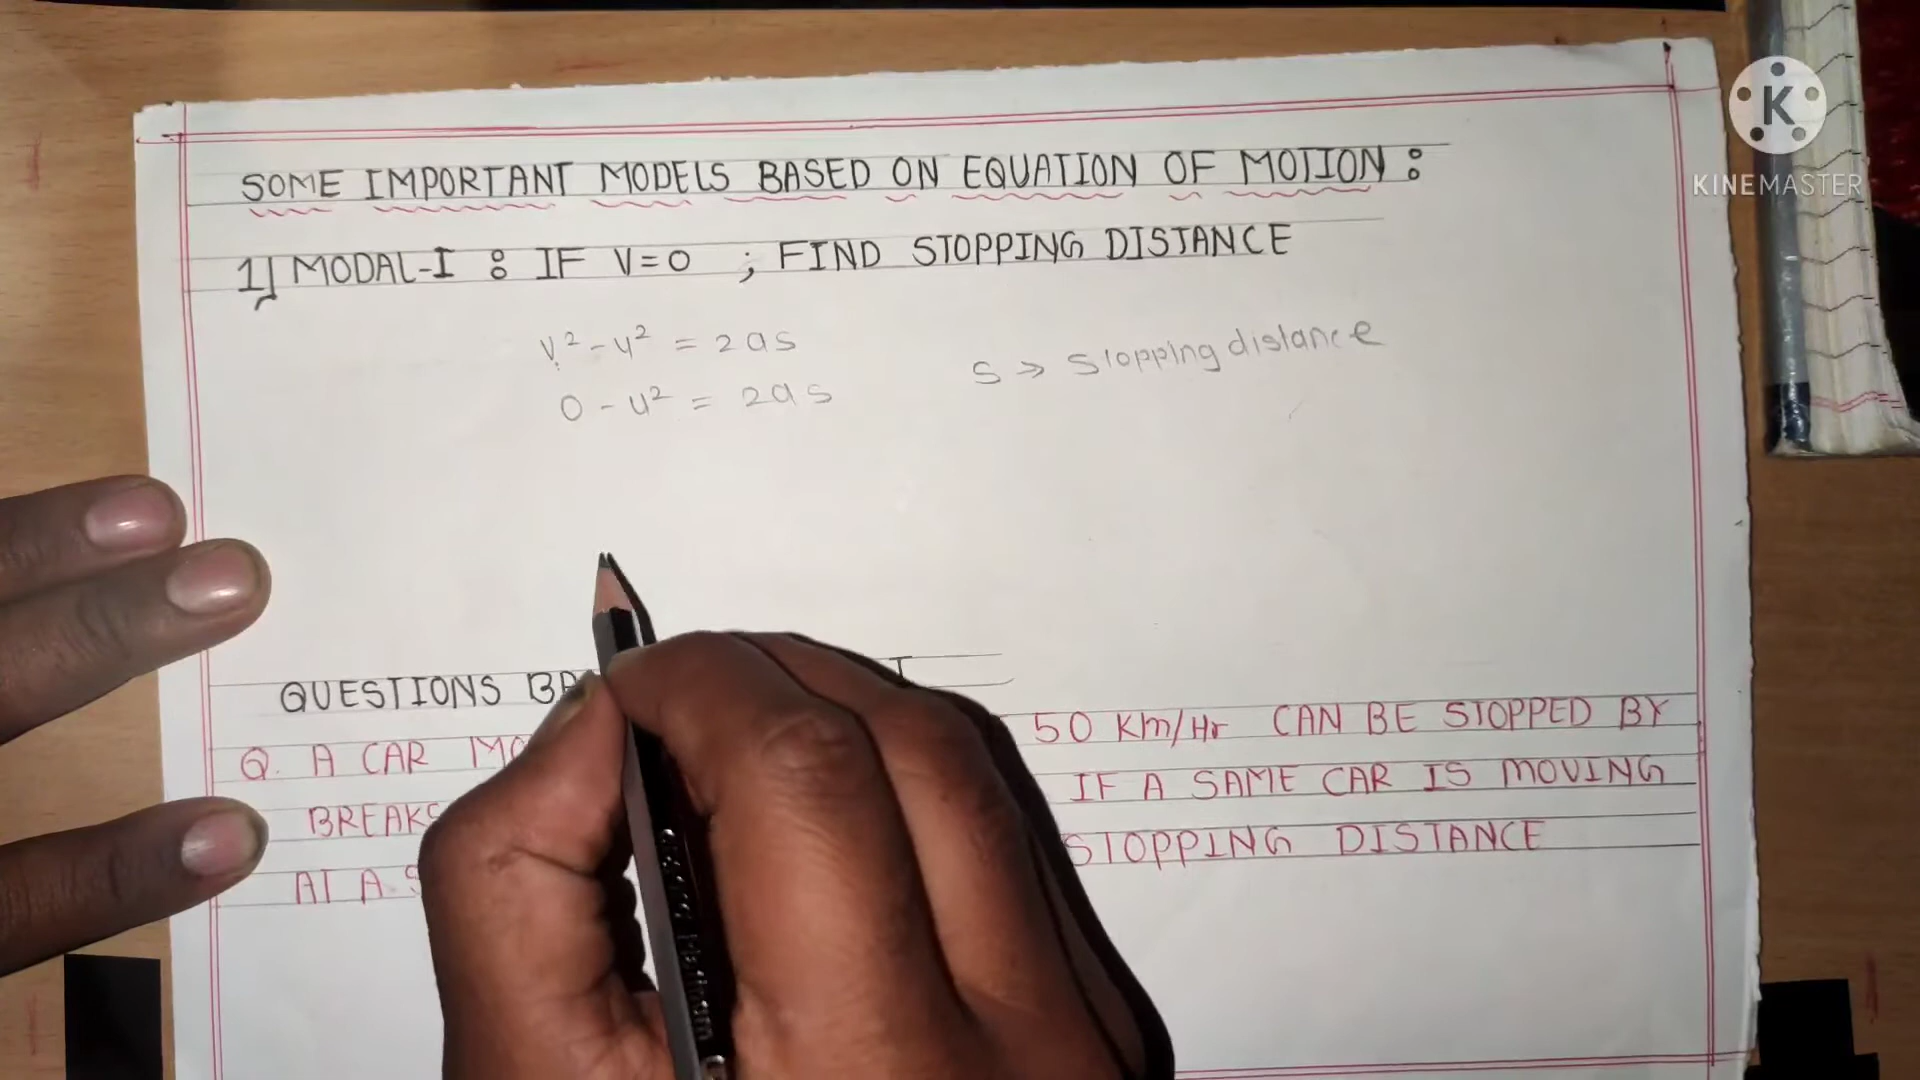 SOME IMPORTANT MODELS BASED ON EQUATION OF MOTION :
1] MODAL-I : IF V=0 ; FIND STOPPING DISTANCE
V² - u² = 2as
S → Stopping distance
0 - u² = 2as
QUESTIONS I
Q. A CAR 50 Km/Hr CAN BE STOPPED BY
BREAKS IF A SAME CAR IS MOVING
AT A STOPPING DISTANCE
K
KINEMASTER